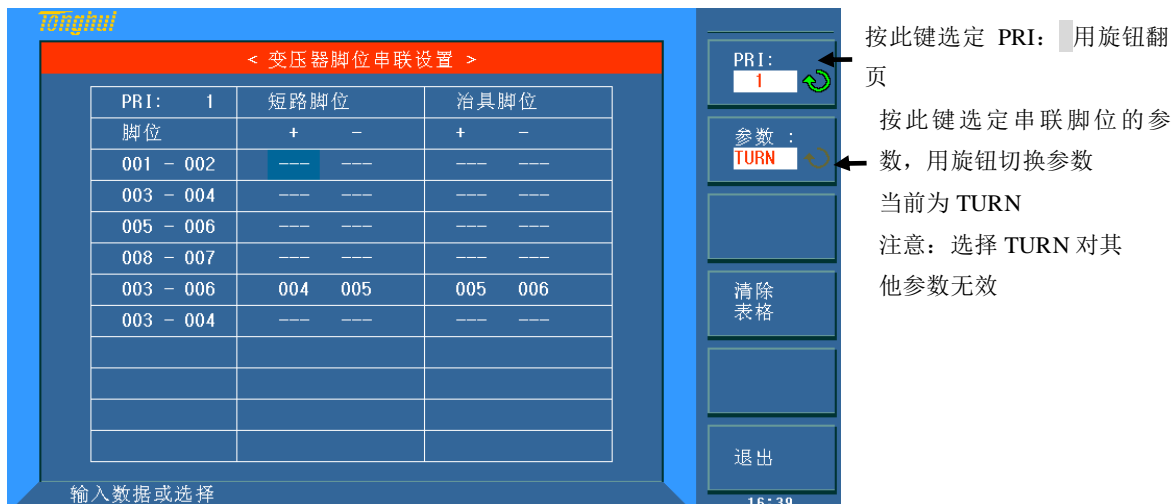 Tonghui
< 变压器脚位串联设置 >
PRI: 1 短路脚位 治具脚位
脚位 + - + -
001 - 002 --- --- --- ---
003 - 004 --- --- --- ---
005 - 006 --- --- --- ---
008 - 007 --- --- --- ---
003 - 006 004 005 005 006
003 - 004 --- --- --- ---
输入数据或选择
PRI:
1
参数 :
TURN
清除
表格
退出
16:39
按此键选定 PRI: 用旋钮翻
页
按此键选定串联脚位的参
数，用旋钮切换参数
当前为 TURN
注意：选择 TURN 对其
他参数无效